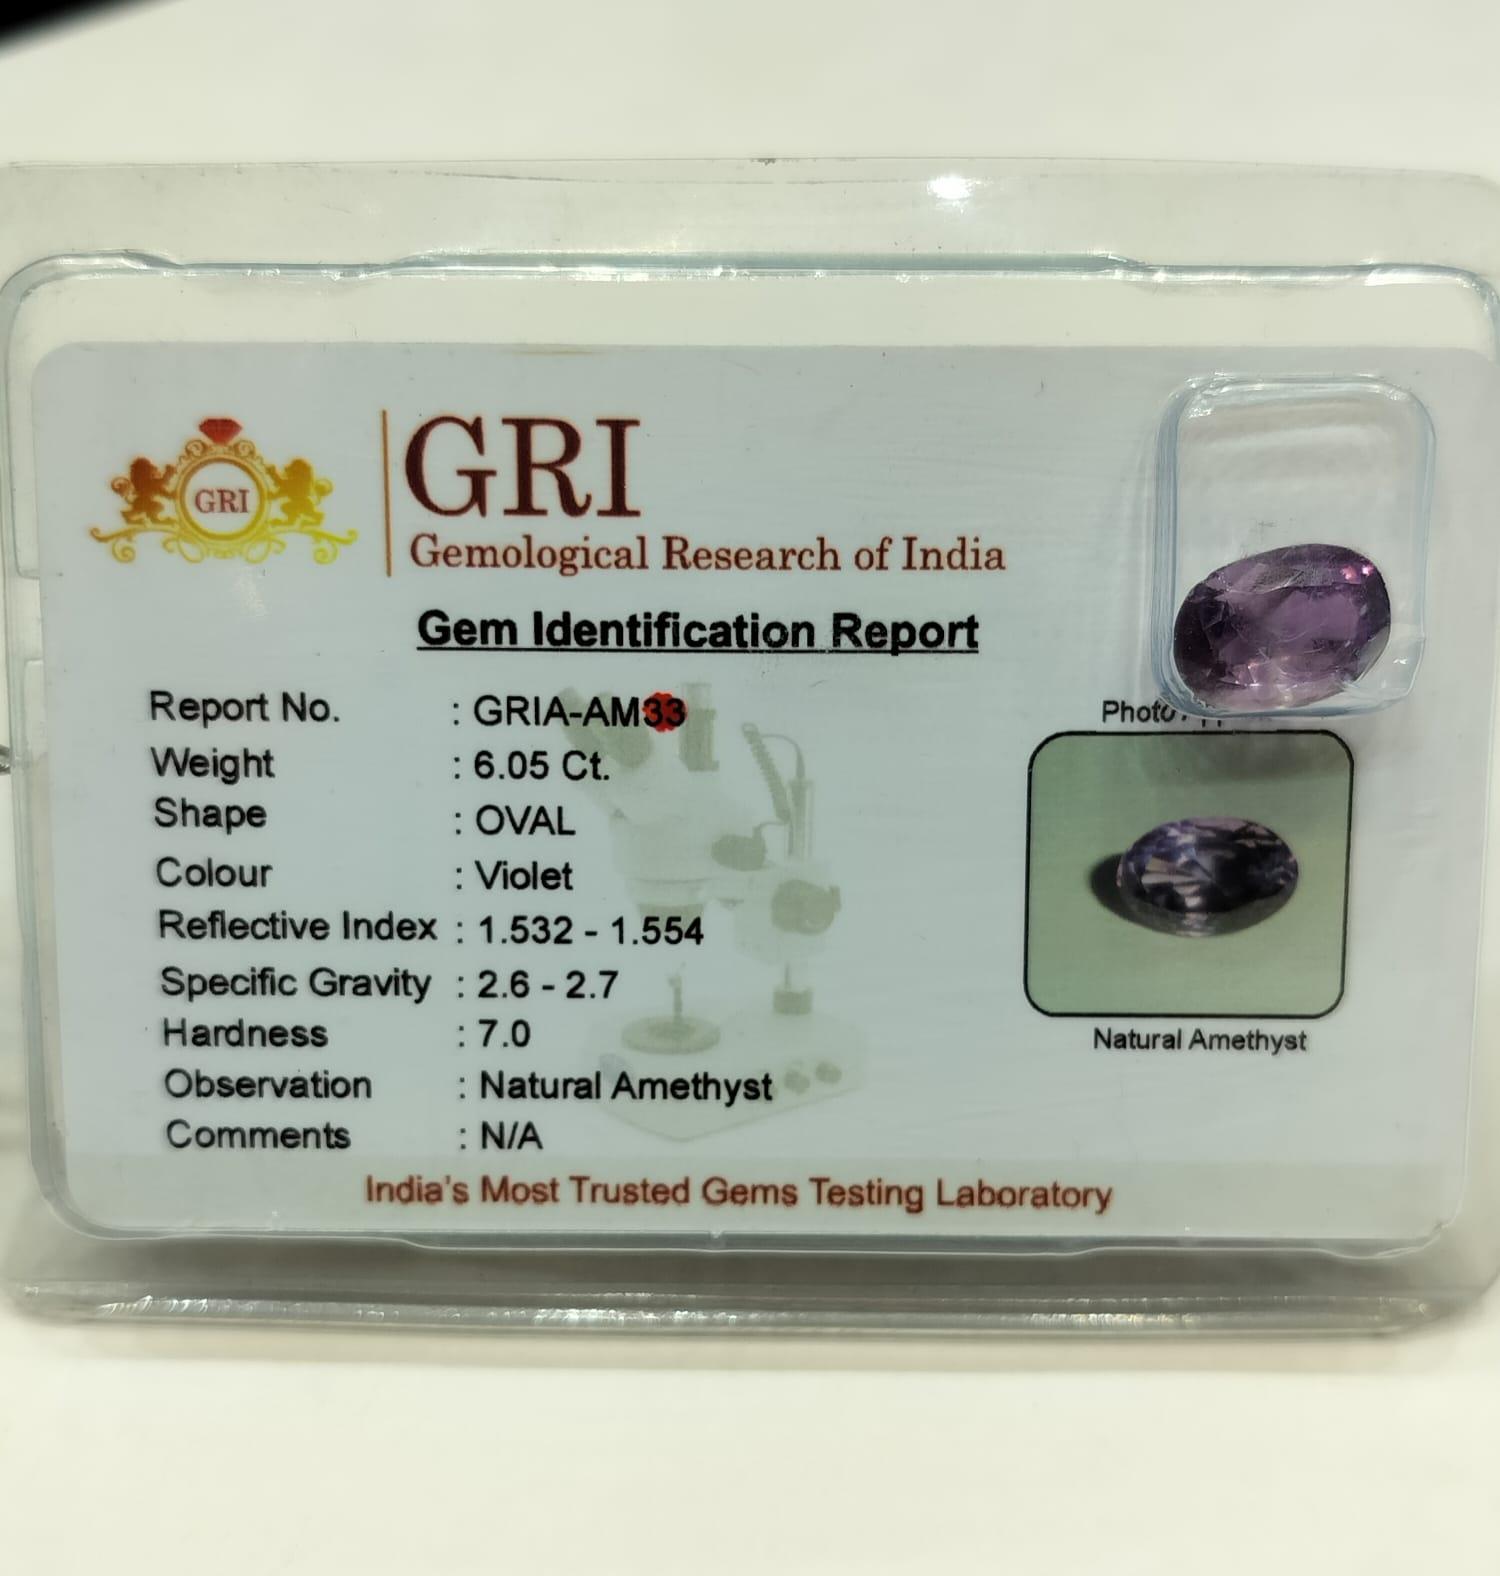 GRI
GRI
Gemological Research of India
Gem Identification Report
Report No. : GRIA-AM33
Weight : 6.05 Ct.
Shape : OVAL
Colour : Violet
Reflective Index : 1.532 - 1.554
Specific Gravity : 2.6 - 2.7
Hardness : 7.0
Observation : Natural Amethyst
Comments : N/A
Photo
Natural Amethyst
India's Most Trusted Gems Testing Laboratory